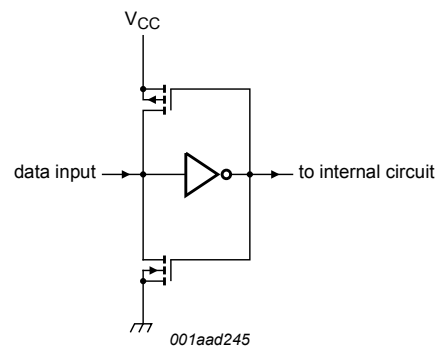 VCC
data input
to internal circuit
001aad245